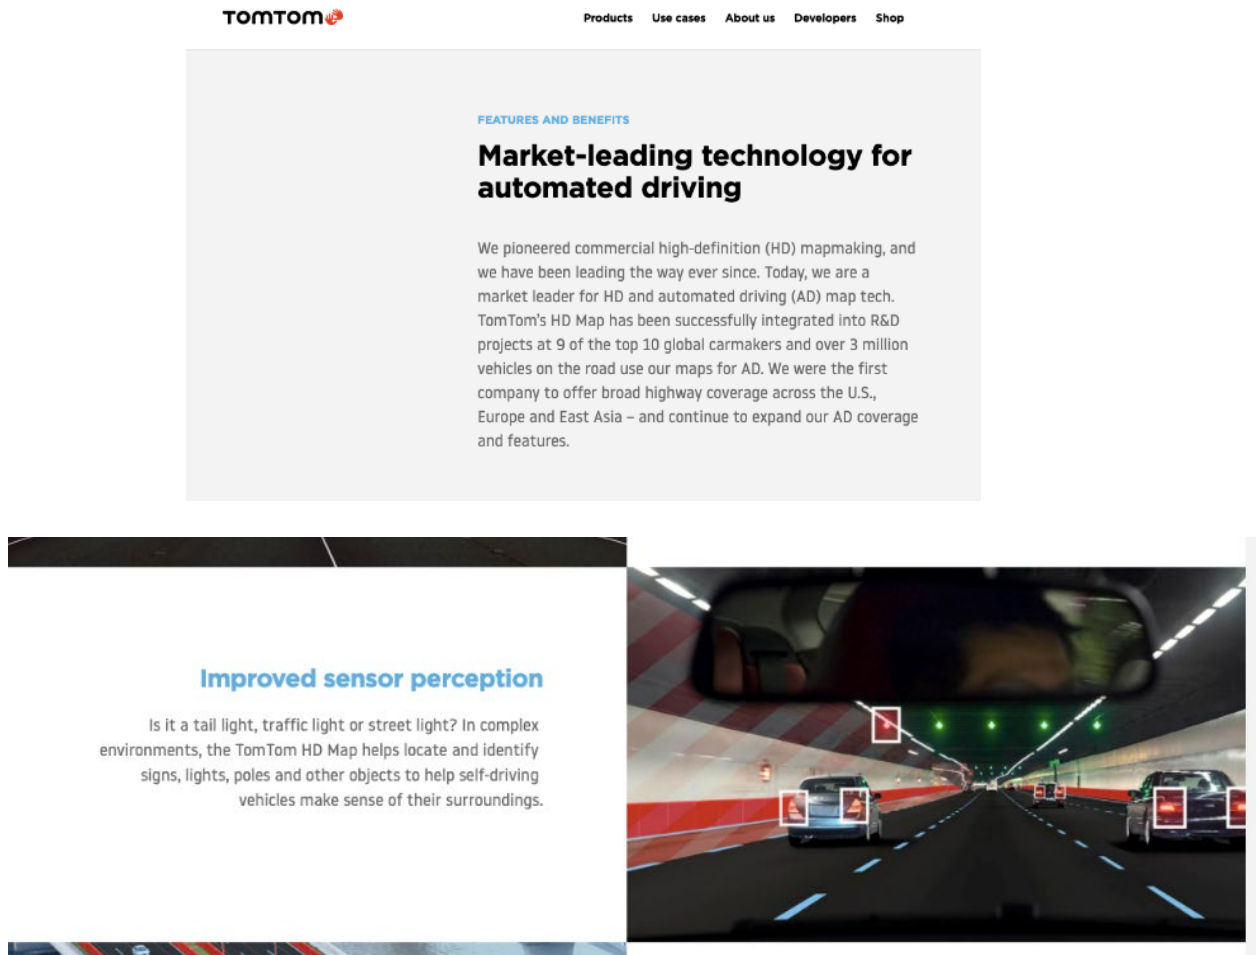 TOMTOM
Products Use cases About us Developers Shop
FEATURES AND BENEFITS
Market-leading technology for
automated driving
We pioneered commercial high-definition (HD) mapmaking, and
we have been leading the way ever since. Today, we are a
market leader for HD and automated driving (AD) map tech.
TomTom's HD Map has been successfully integrated into R&D
projects at 9 of the top 10 global carmakers and over 3 million
vehicles on the road use our maps for AD. We were the first
company to offer broad highway coverage across the U.S.,
Europe and East Asia – and continue to expand our AD coverage
and features.
Improved sensor perception
Is it a tail light, traffic light or street light? In complex
environments, the TomTom HD Map helps locate and identify
signs, lights, poles and other objects to help self-driving
vehicles make sense of their surroundings.